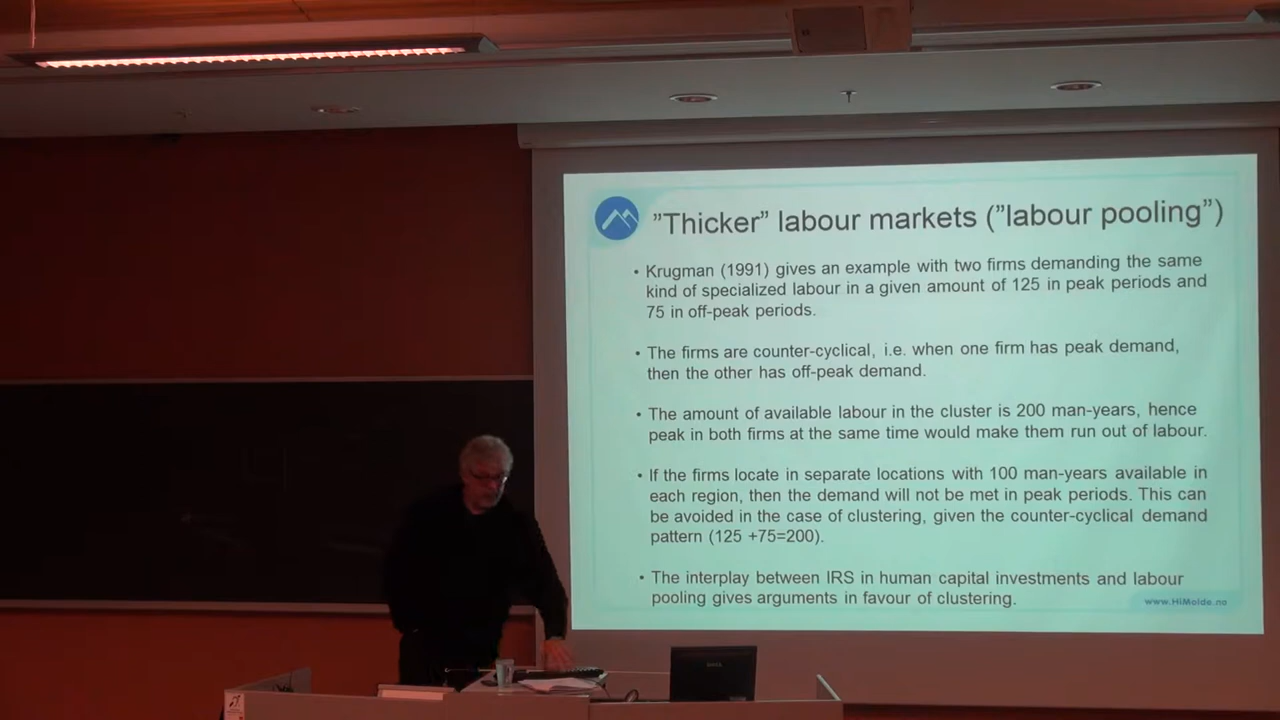 ”Thicker” labour markets (”labour pooling”)
• Krugman (1991) gives an example with two firms demanding the same
kind of specialized labour in a given amount of 125 in peak periods and
75 in off-peak periods.
• The firms are counter-cyclical, i.e. when one firm has peak demand,
then the other has off-peak demand.
• The amount of available labour in the cluster is 200 man-years, hence
peak in both firms at the same time would make them run out of labour.
• If the firms locate in separate locations with 100 man-years available in
each region, then the demand will not be met in peak periods. This can
be avoided in the case of clustering, given the counter-cyclical demand
pattern (125 +75=200).
• The interplay between IRS in human capital investments and labour
pooling gives arguments in favour of clustering.
www.HiMolde.no